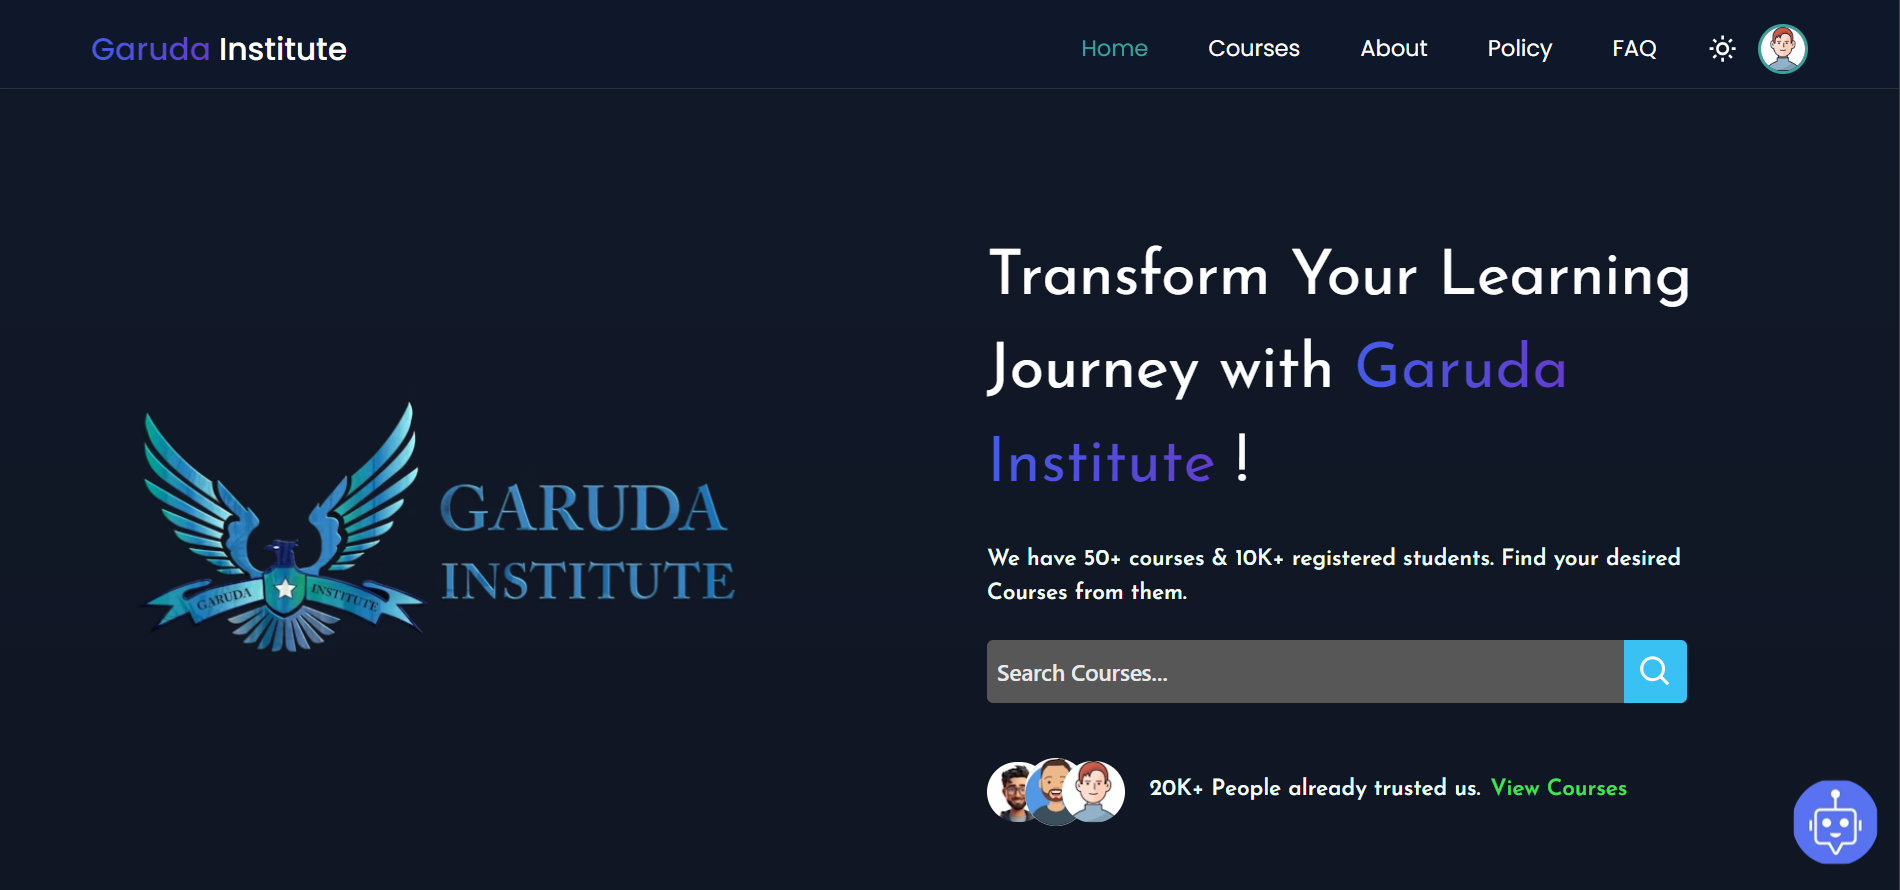 Garuda Institute
Home
Courses
About
Policy
FAQ
GARUDA
INSTITUTE
GARUDA
INSTITUTE
Transform Your Learning
Journey with Garuda
Institute !
We have 50+ courses & 10K+ registered students. Find your desired
Courses from them.
Search Courses...
20K+ People already trusted us. View Courses